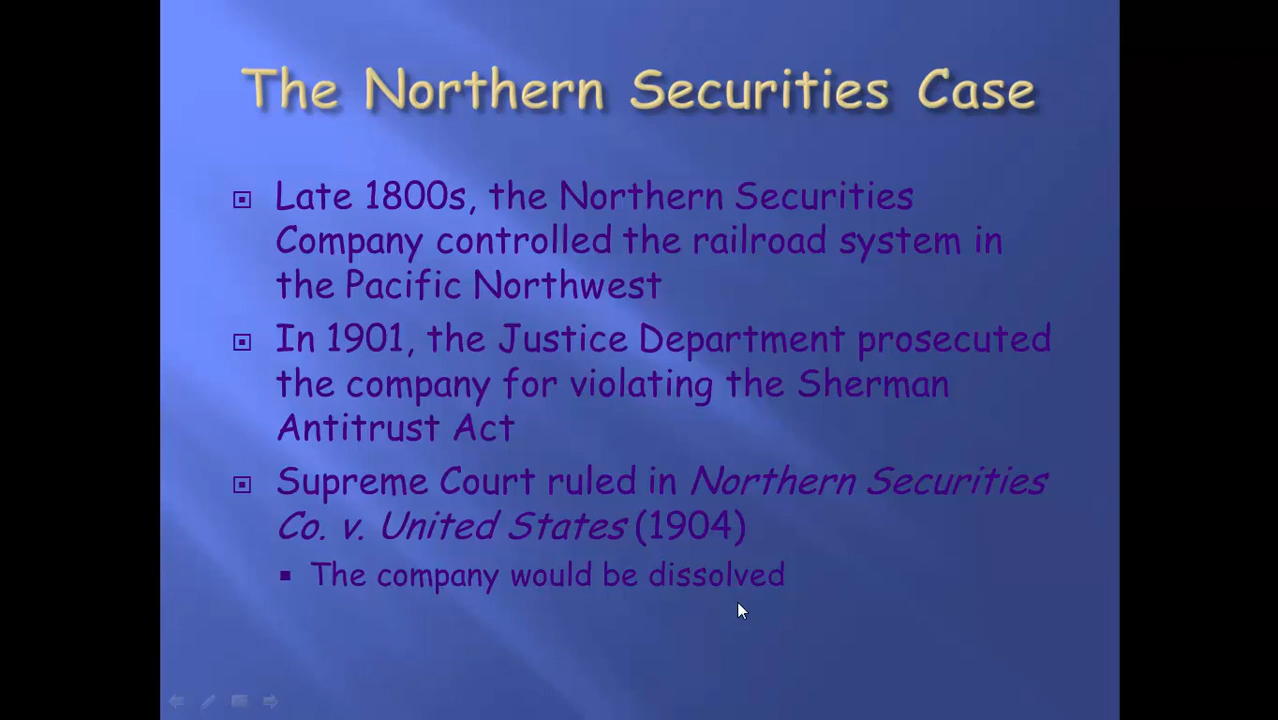 The Northern Securities Case
Late 1800s, the Northern Securities
Company controlled the railroad system in
the Pacific Northwest
In 1901, the Justice Department prosecuted
the company for violating the Sherman
Antitrust Act
Supreme Court ruled in Northern Securities
Co. v. United States (1904)
The company would be dissolved